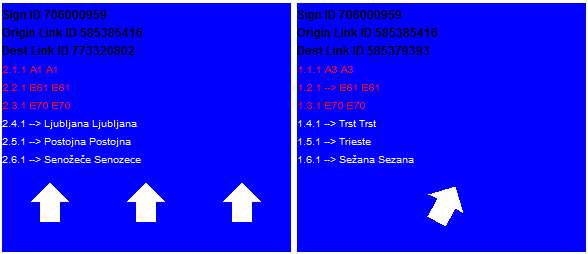 Sign ID 706000959
Origin Link ID 585385416
Dest Link ID 773320802
2.1.1 A1 A1
2.2.1 E61 E61
2.3.1 E70 E70
2.4.1 --> Ljubljana Ljubljana
2.5.1 --> Postojna Postojna
2.6.1 --> Senožeče Senozece
Sign ID 706000959
Origin Link ID 585385416
Dest Link ID 585379393
1.1.1 A3 A3
1.2.1 --> E61 E61
1.3.1 E70 E70
1.4.1 --> Trst Trst
1.5.1 --> Trieste
1.6.1 --> Sežana Sezana